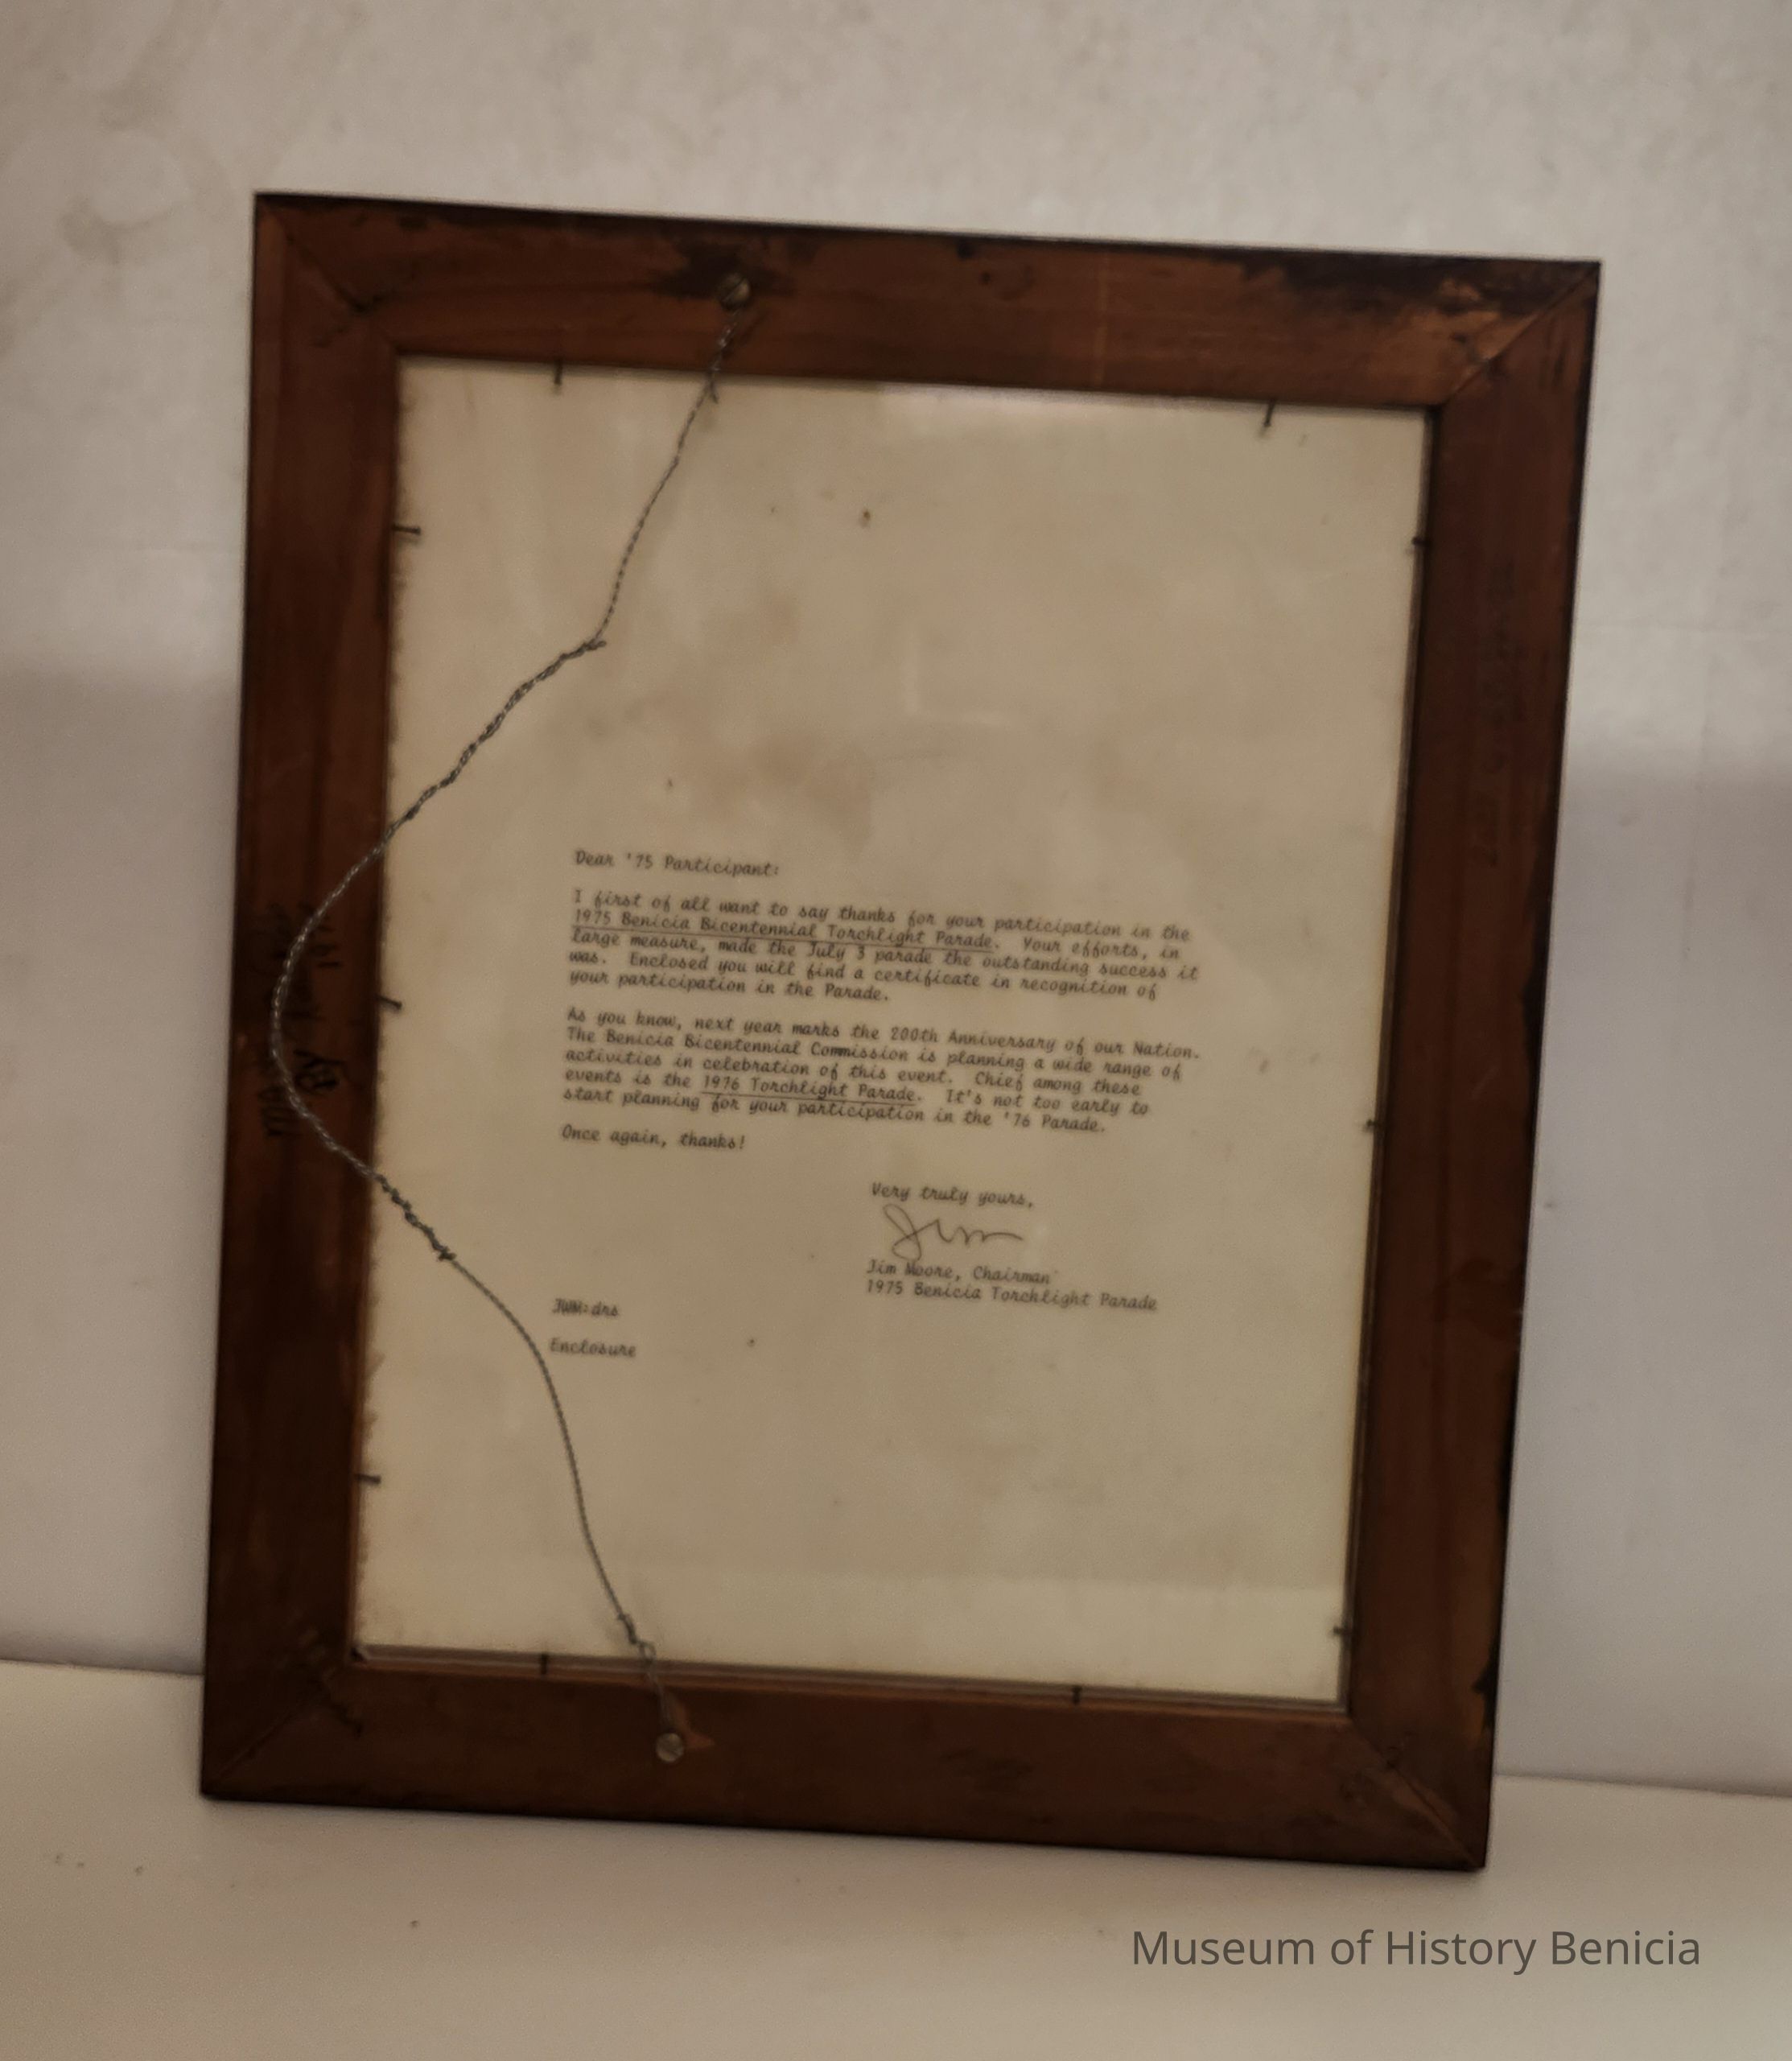 Dear '75 Participant:
I first of all want to say thanks for your participation in the
1975 Benicia Bicentennial Torchlight Parade. Your efforts, in
large measure, made the July 3 parade the outstanding success it
was. Enclosed you will find a certificate in recognition of
your participation in the Parade.
As you know, next year marks the 200th Anniversary of our Nation.
The Benicia Bicentennial Commission is planning a wide range of
activities in celebration of this event. Chief among these
events is the 1976 Torchlight Parade. It's not too early to
start planning for your participation in the '76 Parade.
Once again, thanks!
Very truly yours,
Jim
Jim Moore, Chairman
1975 Benicia Torchlight Parade
JWM:drs
Enclosure
BY
Museum of History Benicia